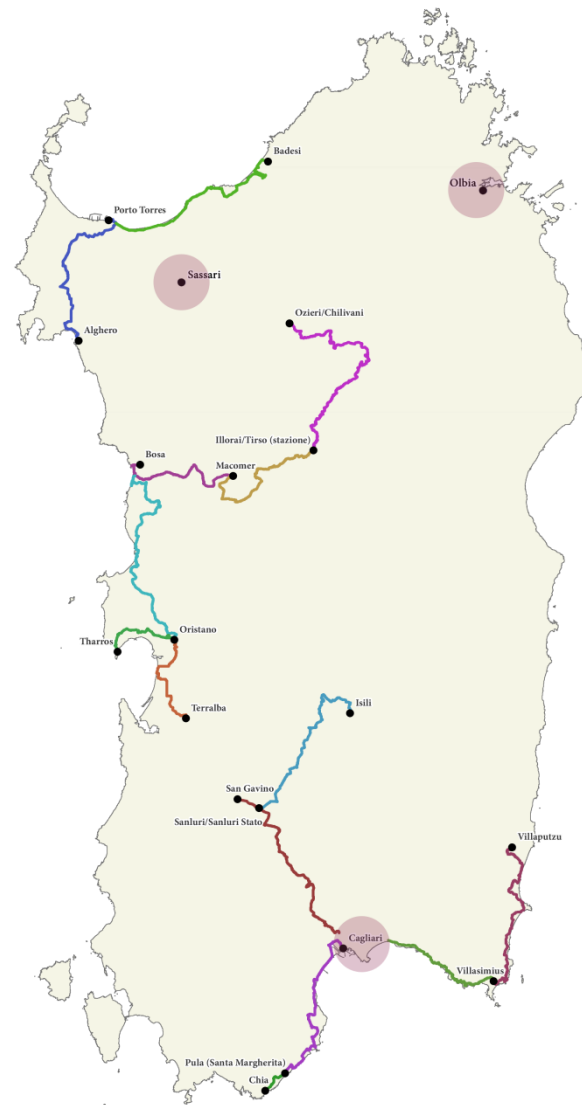 Badesi
Olbia
Porto Torres
Sassari
Ozieri/Chilivani
Alghero
Illorai/Tirso (stazione)
Bosa
Macomer
Oristano
Tharros
Isili
Terralba
San Gavino
Sanluri/Sanluri Stato
Villaputzu
Cagliari
Villasimius
Pula (Santa Margherita)
Chia